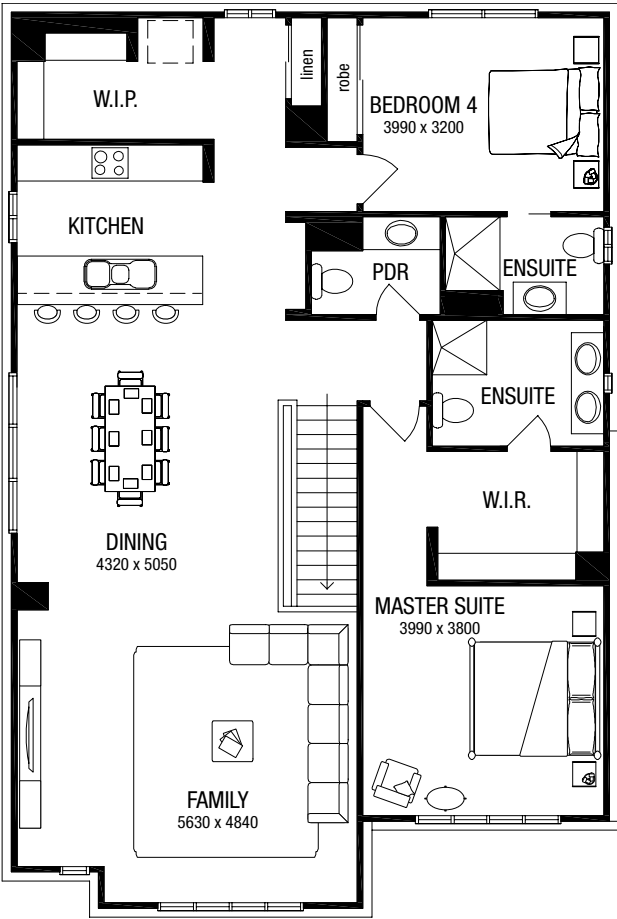 linen
robe
W.I.P.
BEDROOM 4
3990 x 3200
KITCHEN
PDR
ENSUITE
ENSUITE
W.I.R.
DINING
4320 x 5050
MASTER SUITE
3990 x 3800
FAMILY
5630 x 4840